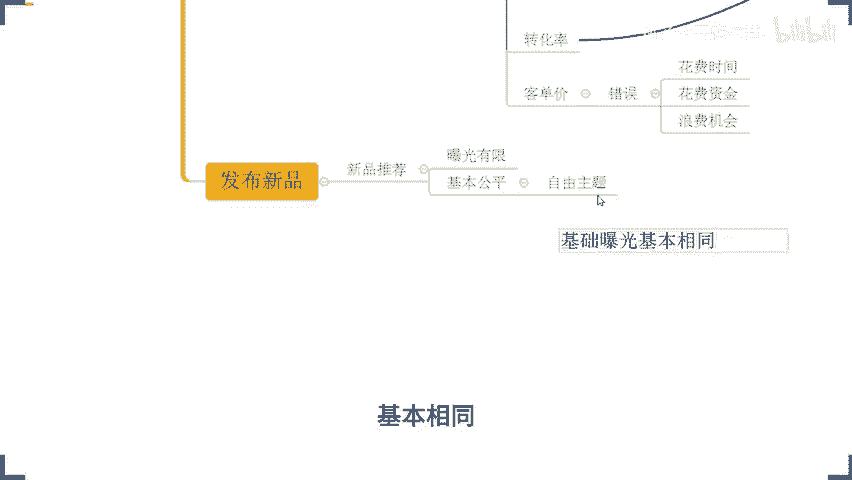 bilibili
转化率
花费时间
客单价
错误
花费资金
浪费机会
曝光有限
新品推荐
发布新品
基本公平
自由主题
基础曝光基本相同
基本相同